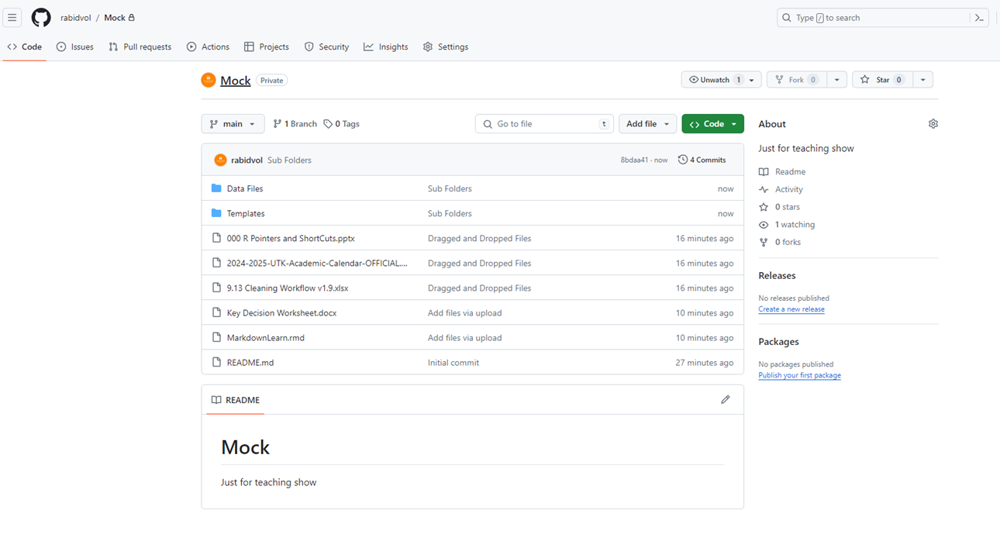 rabidvol / Mock
Type / to search
Code Issues Pull requests Actions Projects Security Insights Settings
Mock Private
Unwatch 1 Fork 0 Star 0
main 1 Branch 0 Tags
Go to file t Add file Code
rabidvol Sub Folders 8bdaa41 · now 4 Commits
Data Files Sub Folders now
Templates Sub Folders now
000 R Pointers and ShortCuts.pptx Dragged and Dropped Files 16 minutes ago
2024-2025-UTK-Academic-Calendar-OFFICIAL.... Dragged and Dropped Files 16 minutes ago
9.13 Cleaning Workflow v1.9.xlsx Dragged and Dropped Files 16 minutes ago
Key Decision Worksheet.docx Add files via upload 10 minutes ago
MarkdownLearn.rmd Add files via upload 10 minutes ago
README.md Initial commit 27 minutes ago
README
Mock
Just for teaching show
About
Just for teaching show
Readme
Activity
0 stars
1 watching
0 forks
Releases
No releases published
Create a new release
Packages
No packages published
Publish your first package